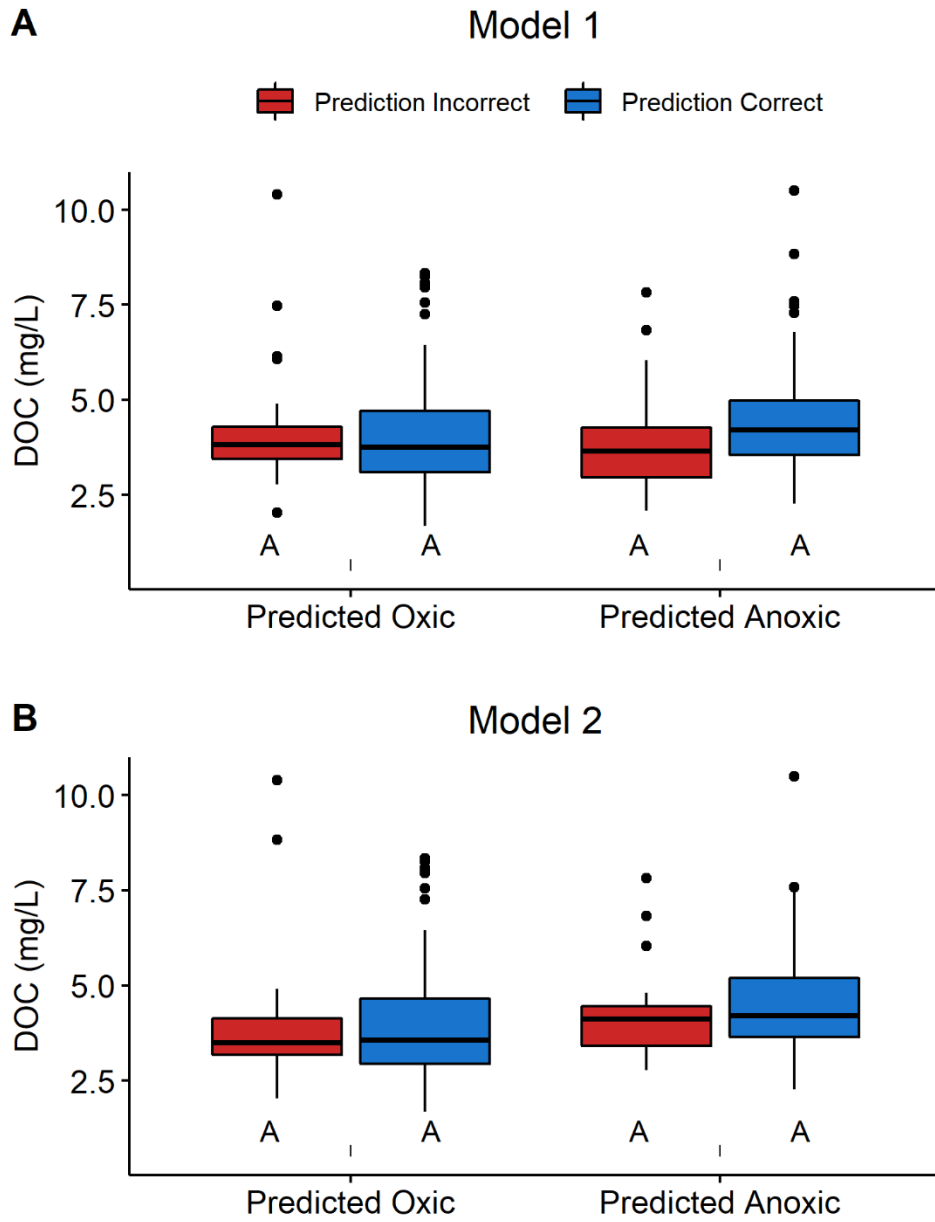 A
Model 1
Prediction Incorrect Prediction Correct
DOC (mg/L)
10.0
7.5
5.0
2.5
A A A A
Predicted Oxic Predicted Anoxic
B
Model 2
DOC (mg/L)
10.0
7.5
5.0
2.5
A A A A
Predicted Oxic Predicted Anoxic